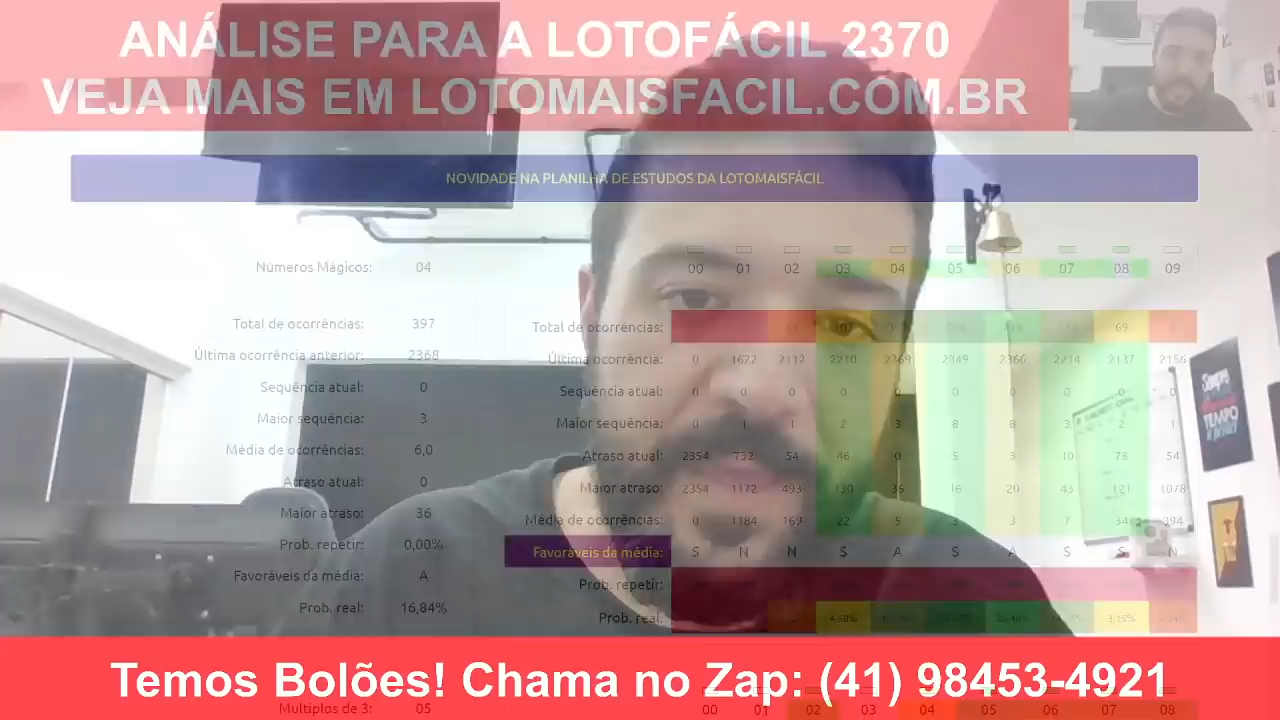 ANÁLISE PARA A LOTOFÁCIL 2370
VEJA MAIS EM LOTOMAISFACIL.COM.BR
NOVIDADE NA PLANILHA DE ESTUDOS DA LOTOMAISFÁCIL
Números Mágicos: 04
Total de ocorrências: 397
Última ocorrência anterior: 2368
Sequência atual: 0
Maior sequência: 3
Média de ocorrências: 6,0
Atraso atual: 0
Maior atraso: 36
Prob. repetir: 0,00%
Favoráveis da média: A
Prob. real: 16,84%
00 01 02 03 04 05 06 07 08 09
Total de ocorrências: 107 69
Última ocorrência: 0 1622 2112 2210 2369 2349 2366 2214 2137 2156
Sequência atual: 0 0 0 0 0 0 0 0 0
Maior sequência: 0 1 1 2 3 8 8 3 2 1
Atraso atual: 2354 732 54 46 0 5 3 10 78 54
Maior atraso: 2354 1172 493 130 36 16 20 43 121 1078
Média de ocorrências: 0 1184 169 22 5 3 3 7 34 394
Favoráveis da média: S N N S A S A S S N
Prob. repetir:
Prob. real: 4,68% 3,15%
Temos Bolões! Chama no Zap: (41) 98453-4921
Multiplos de 3: 05
00 01 02 03 04 05 06 07 08
SEMPRE
TEMPO